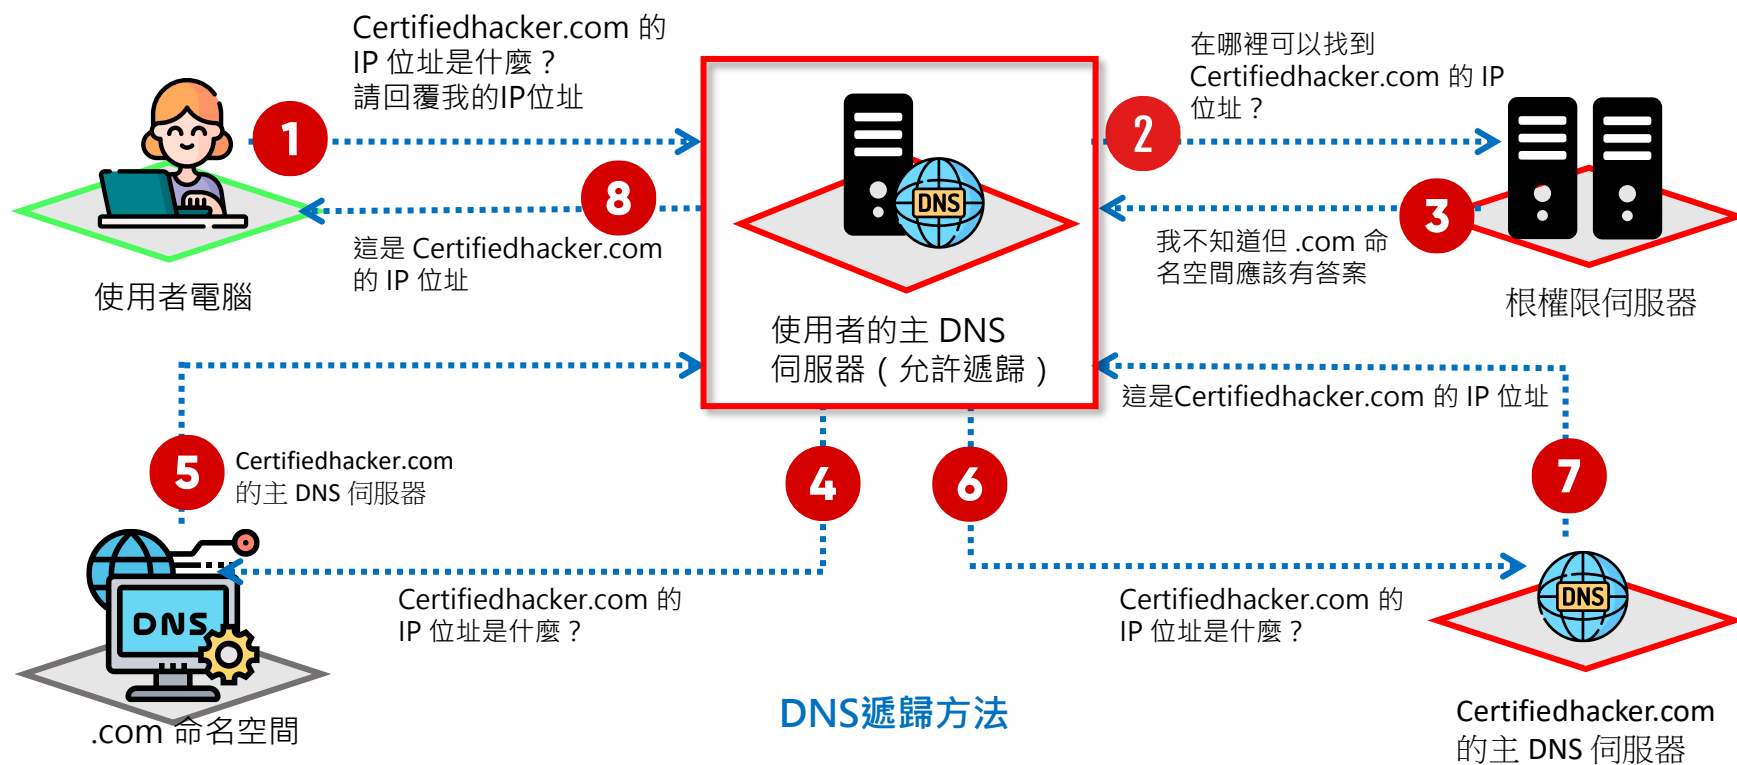 Certifiedhacker.com 的
IP 位址是什麼？
請回覆我的IP位址
1
在哪裡可以找到
Certifiedhacker.com 的 IP
位址？
2
8
這是 Certifiedhacker.com
的 IP 位址
使用者電腦
DNS
使用者的主 DNS
伺服器（允許遞歸）
3
我不知道但 .com 命
名空間應該有答案
根權限伺服器
5
Certifiedhacker.com
的主 DNS 伺服器
4
6
這是Certifiedhacker.com 的 IP 位址
7
DNS
.com 命名空間
Certifiedhacker.com 的
IP 位址是什麼？
Certifiedhacker.com 的
IP 位址是什麼？
DNS
Certifiedhacker.com
的主 DNS 伺服器
DNS遞歸方法